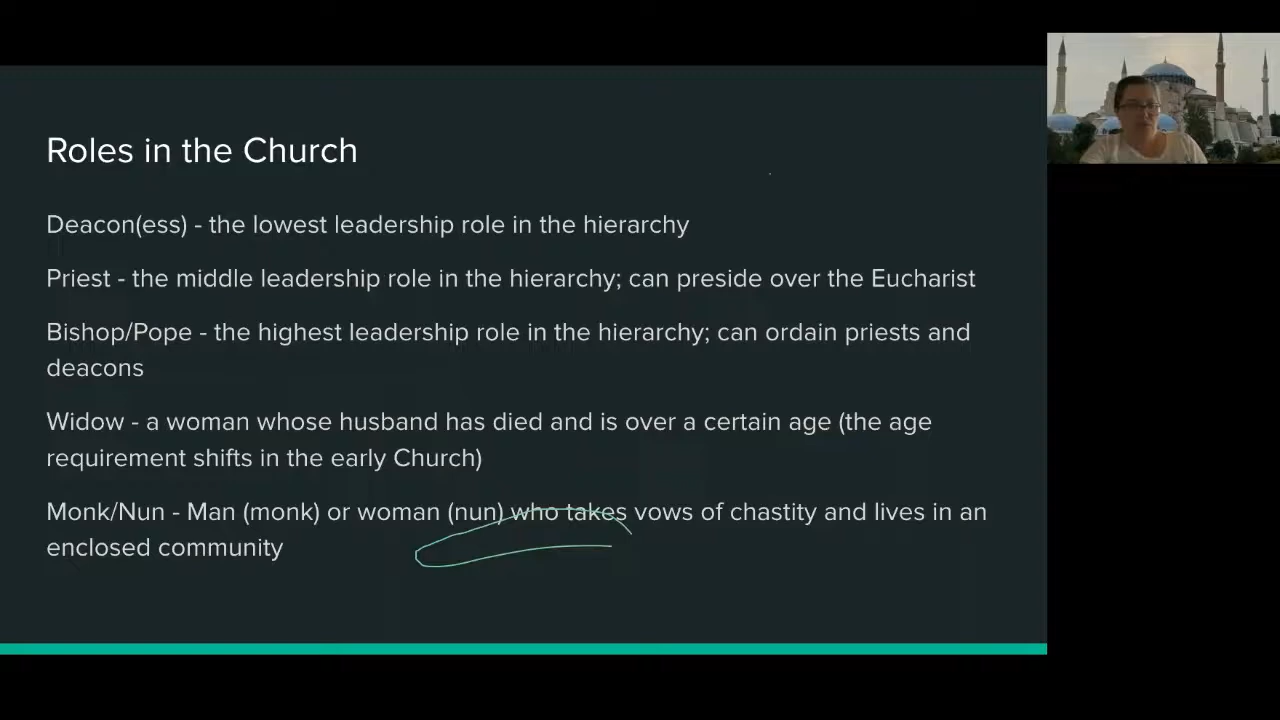 Roles in the Church
Deacon(ess) - the lowest leadership role in the hierarchy
Priest - the middle leadership role in the hierarchy; can preside over the Eucharist
Bishop/Pope - the highest leadership role in the hierarchy; can ordain priests and
deacons
Widow - a woman whose husband has died and is over a certain age (the age
requirement shifts in the early Church)
Monk/Nun - Man (monk) or woman (nun) who takes vows of chastity and lives in an
enclosed community